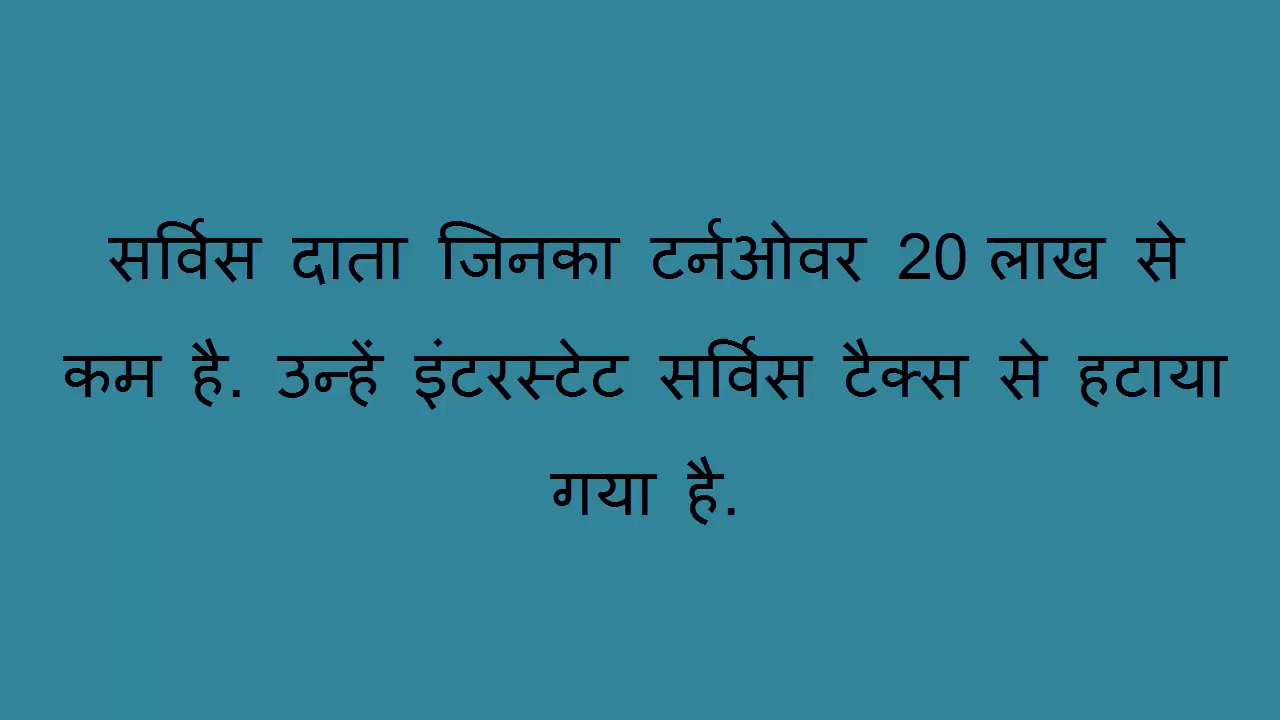 सर्विस दाता जिनका टर्नओवर 20 लाख से
कम है. उन्हें इंटरस्टेट सर्विस टैक्स से हटाया
गया है.